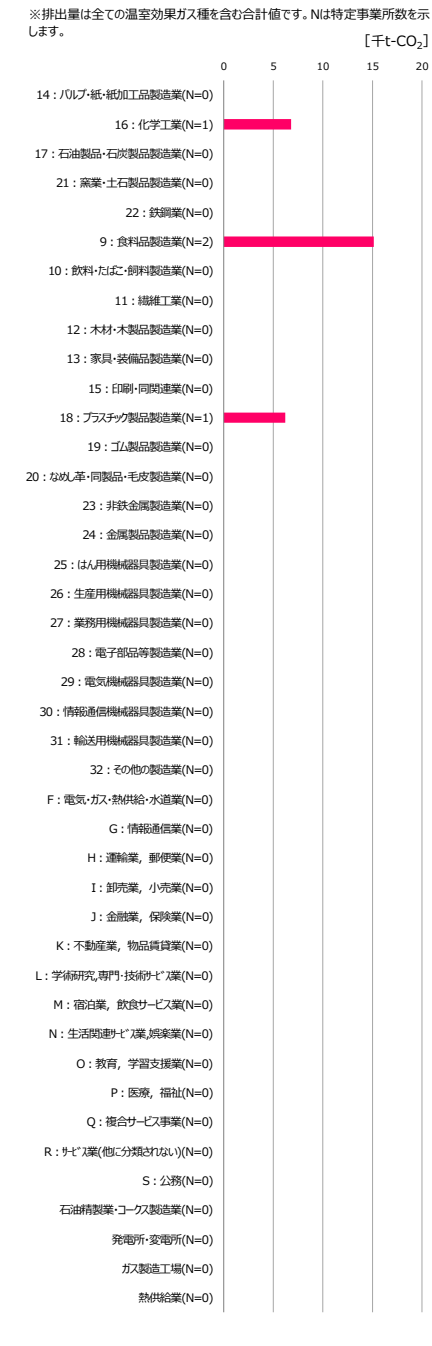 ※排出量は全ての温室効果ガス種を含む合計値です。Nは特定事業所数を示
します。
[千t-CO₂]
0 5 10 15 20
14：パルプ・紙・紙加工品製造業(N=0)
16：化学工業(N=1)
17：石油製品・石炭製品製造業(N=0)
21：窯業・土石製品製造業(N=0)
22：鉄鋼業(N=0)
9：食料品製造業(N=2)
10：飲料・たばこ・飼料製造業(N=0)
11：繊維工業(N=0)
12：木材・木製品製造業(N=0)
13：家具・装備品製造業(N=0)
15：印刷・同関連業(N=0)
18：プラスチック製品製造業(N=1)
19：ゴム製品製造業(N=0)
20：なめし革・同製品・毛皮製造業(N=0)
23：非鉄金属製造業(N=0)
24：金属製品製造業(N=0)
25：はん用機械器具製造業(N=0)
26：生産用機械器具製造業(N=0)
27：業務用機械器具製造業(N=0)
28：電子部品等製造業(N=0)
29：電気機械器具製造業(N=0)
30：情報通信機械器具製造業(N=0)
31：輸送用機械器具製造業(N=0)
32：その他の製造業(N=0)
F：電気・ガス・熱供給・水道業(N=0)
G：情報通信業(N=0)
H：運輸業，郵便業(N=0)
I：卸売業，小売業(N=0)
J：金融業，保険業(N=0)
K：不動産業，物品賃貸業(N=0)
L：学術研究,専門・技術ｻｰﾋﾞｽ業(N=0)
M：宿泊業，飲食サービス業(N=0)
N：生活関連ｻｰﾋﾞｽ業,娯楽業(N=0)
O：教育，学習支援業(N=0)
P：医療，福祉(N=0)
Q：複合サービス事業(N=0)
R：ｻｰﾋﾞｽ業(他に分類されない)(N=0)
S：公務(N=0)
石油精製業・コークス製造業(N=0)
発電所・変電所(N=0)
ガス製造工場(N=0)
熱供給業(N=0)